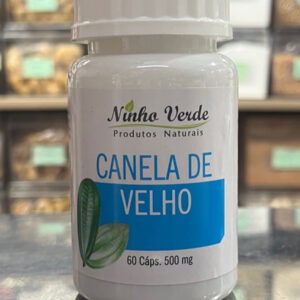 Ninho Verde
Produtos Naturais
CANELA DE
VELHO
60 Cáps. 500 mg